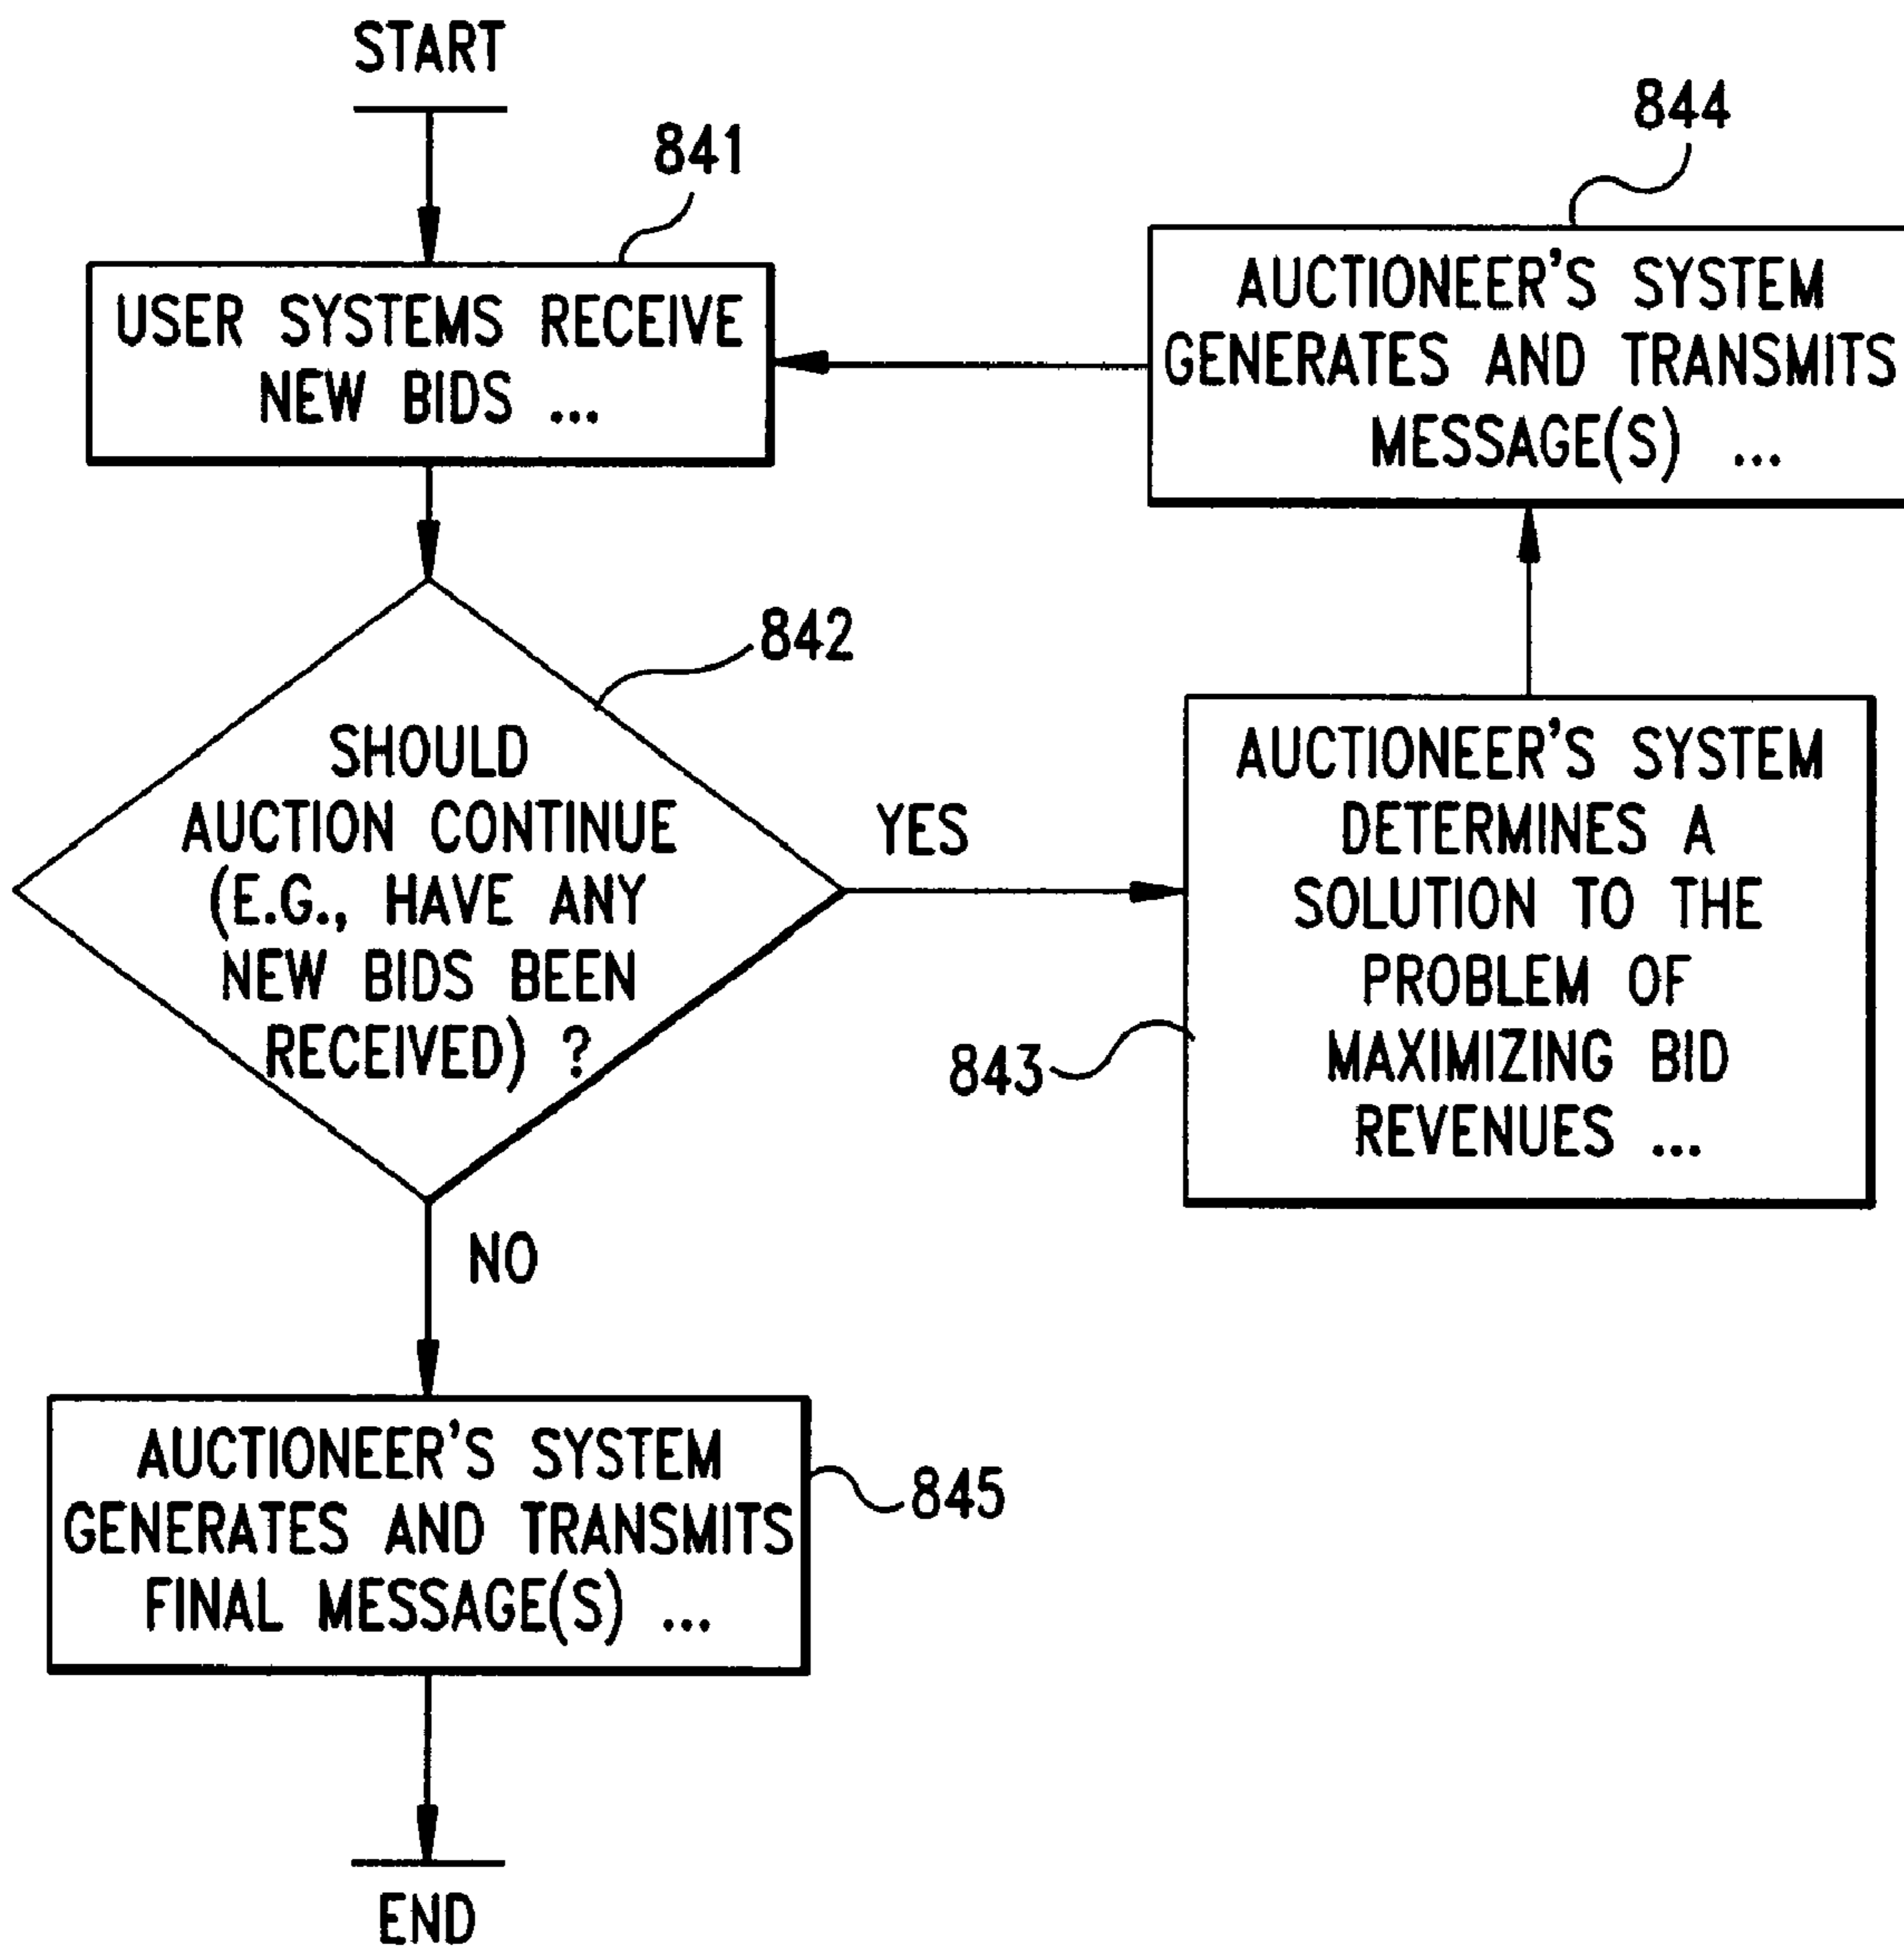 START
841
USER SYSTEMS RECEIVE
NEW BIDS ...
844
AUCTIONEER'S SYSTEM
GENERATES AND TRANSMITS
MESSAGE(S) ...
842
SHOULD
AUCTION CONTINUE
(E.G., HAVE ANY
NEW BIDS BEEN
RECEIVED) ?
YES
843
AUCTIONEER'S SYSTEM
DETERMINES A
SOLUTION TO THE
PROBLEM OF
MAXIMIZING BID
REVENUES ...
NO
AUCTIONEER'S SYSTEM
GENERATES AND TRANSMITS
FINAL MESSAGE(S) ...
845
END